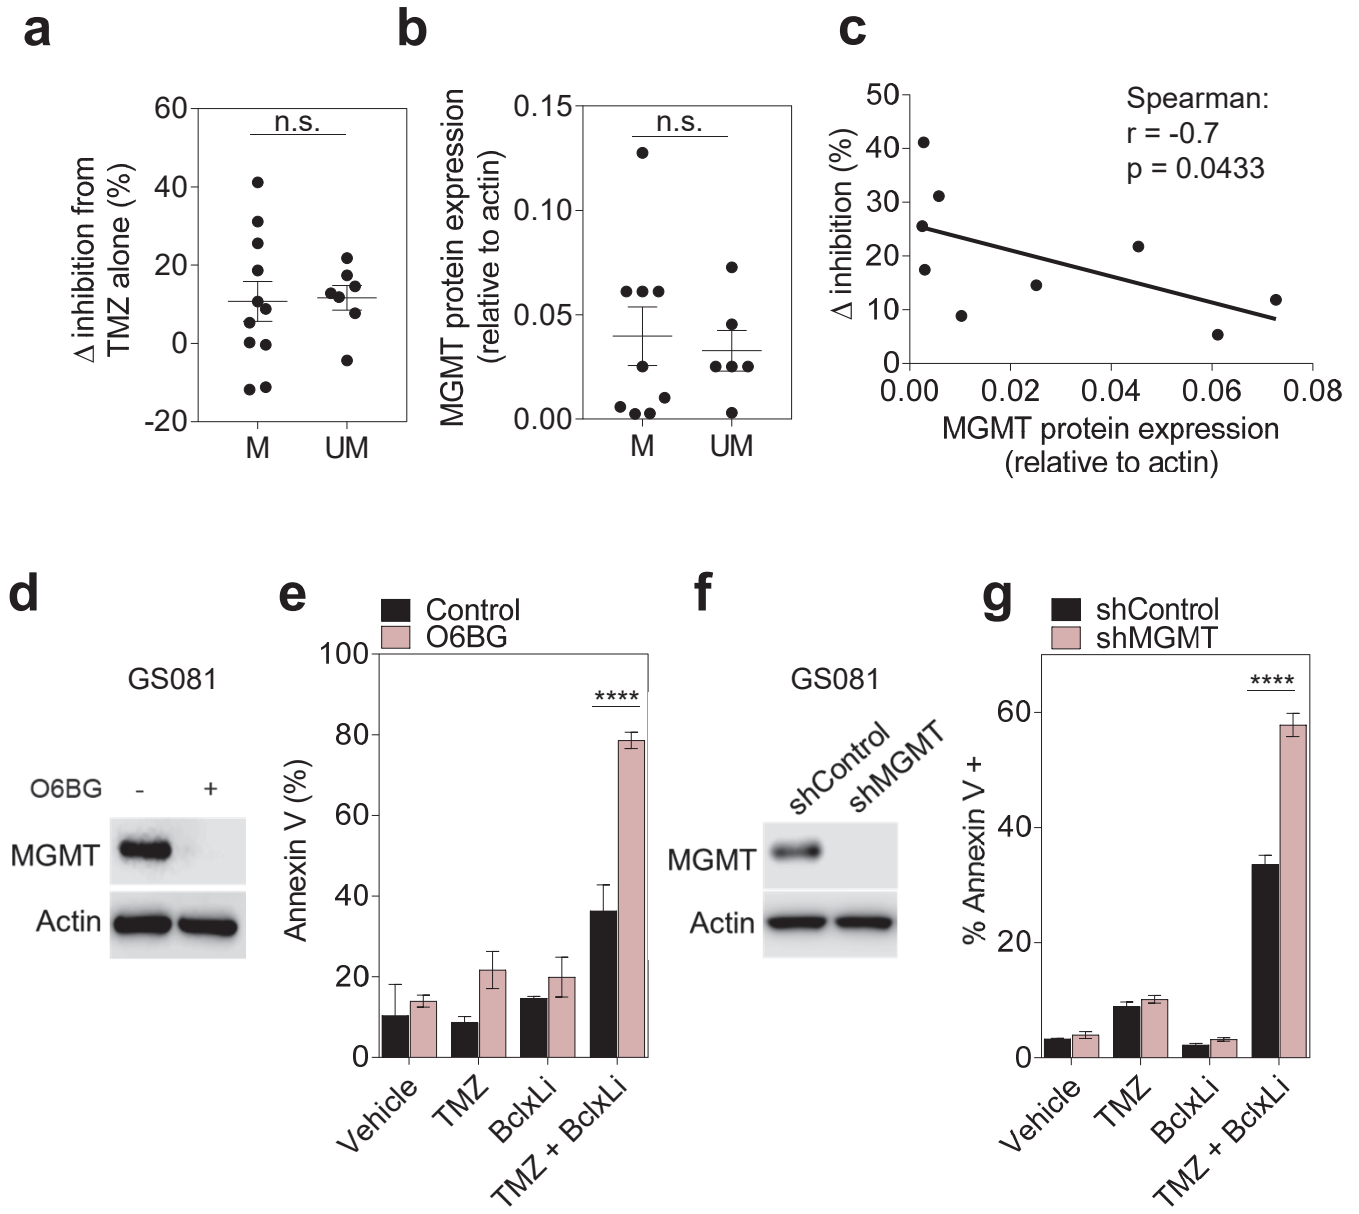 a
Δ inhibition from
TMZ alone (%)
60
40
20
0
-20
n.s.
M
UM
b
MGMT protein expression
(relative to actin)
0.15
0.10
0.05
0.00
n.s.
M
UM
c
Δ inhibition (%)
50
40
30
20
10
0
Spearman:
r = -0.7
p = 0.0433
0.00
0.02
0.04
0.06
0.08
MGMT protein expression
(relative to actin)
d
GS081
O6BG - +
MGMT
Actin
e
Control
O6BG
Annexin V (%)
100
80
60
40
20
0
****
Vehicle
TMZ
BclxLi
TMZ + BclxLi
f
GS081
shControl
shMGMT
MGMT
Actin
g
shControl
shMGMT
% Annexin V +
60
40
20
0
****
Vehicle
TMZ
BclxLi
TMZ + BclxLi